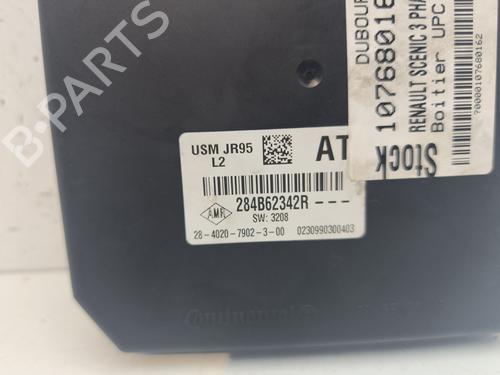 B-PARTS
DUBOUR
RENAULT SCENIC 3 PHA
Boitier UPC
70000107680162
Stock
USM JR95
L2
AT
284B62342R---
AMR
SW: 3208
28-4020-7902-3-00 0230990300403
Continental